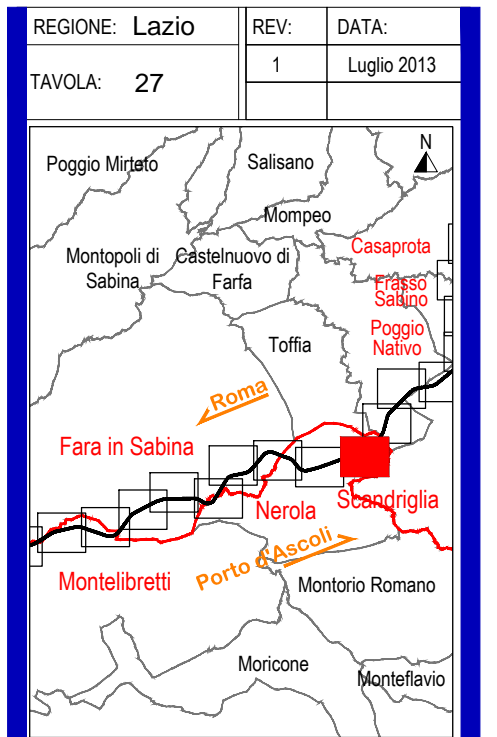 REGIONE: Lazio
REV:
DATA:
TAVOLA: 27
1
Luglio 2013
N
Poggio Mirteto
Salisano
Mompeo
Casaprota
Montopoli di
Sabina
Castelnuovo di
Farfa
Frasso
Sabino
Poggio
Nativo
Toffia
Roma
Fara in Sabina
Nerola
Scandriglia
Porto d'Ascoli
Montelibretti
Montorio Romano
Moricone
Monteflavio